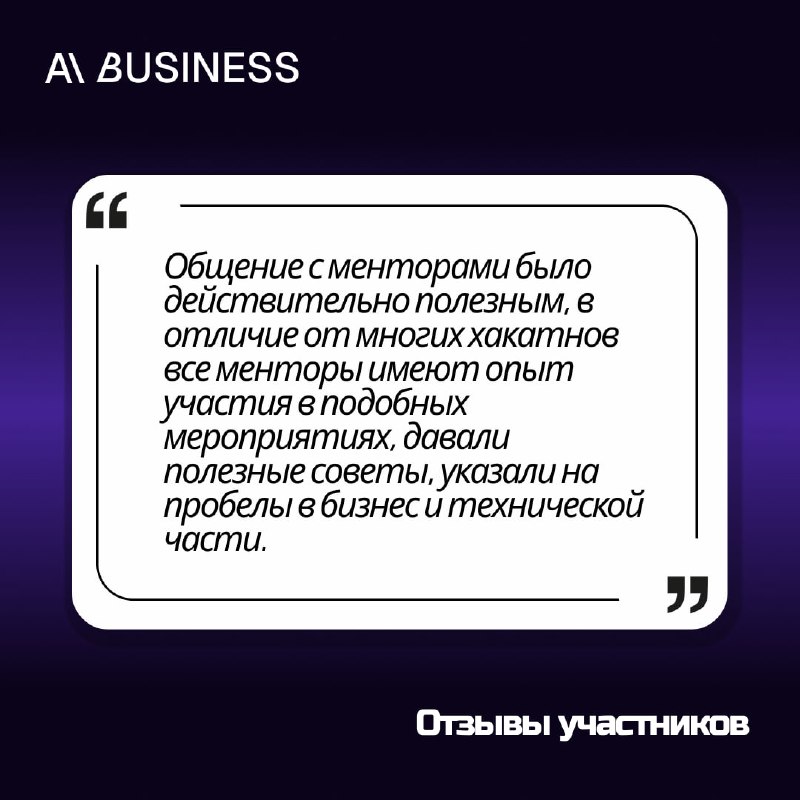 AI BUSINESS
“
Общение с менторами было
действительно полезным, в
отличие от многих хакатнов
все менторы имеют опыт
участия в подобных
мероприятиях, давали
полезные советы, указали на
пробелы в бизнес и технической
части.
”
Отзывы участников